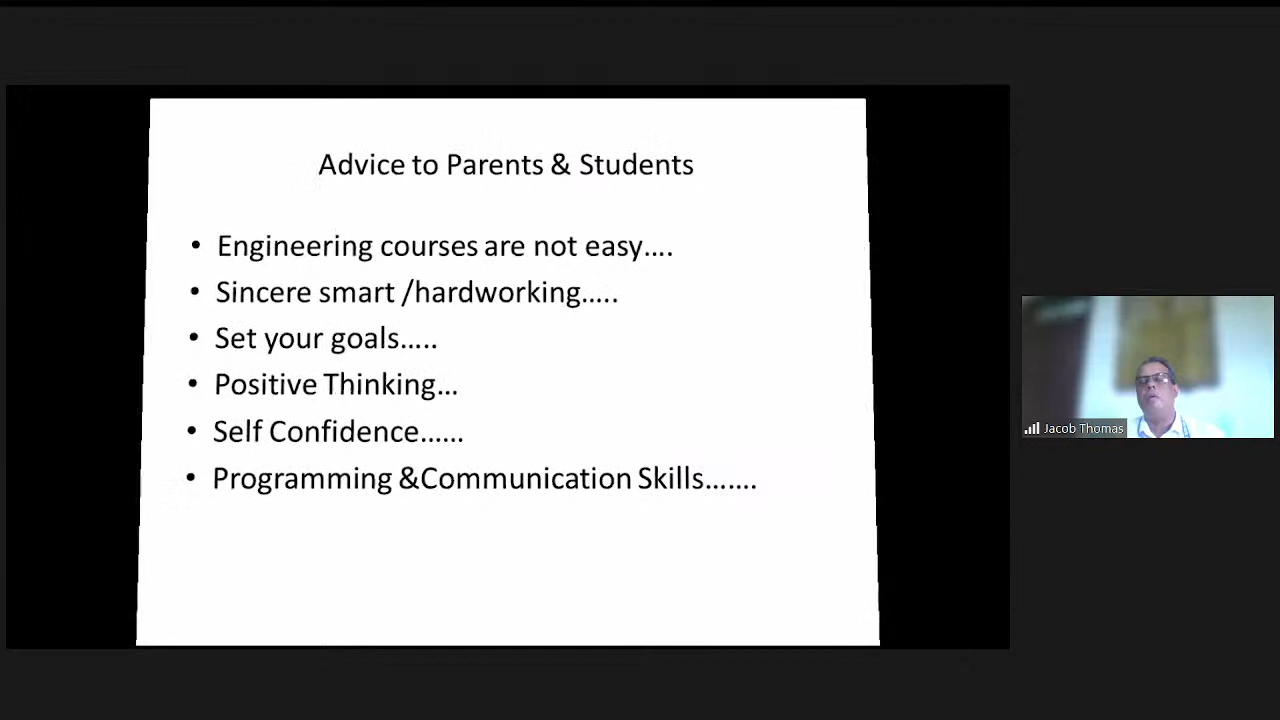 Advice to Parents & Students
• Engineering courses are not easy….
• Sincere smart /hardworking…..
• Set your goals…..
• Positive Thinking…
• Self Confidence……
• Programming &Communication Skills…….
Jacob Thomas